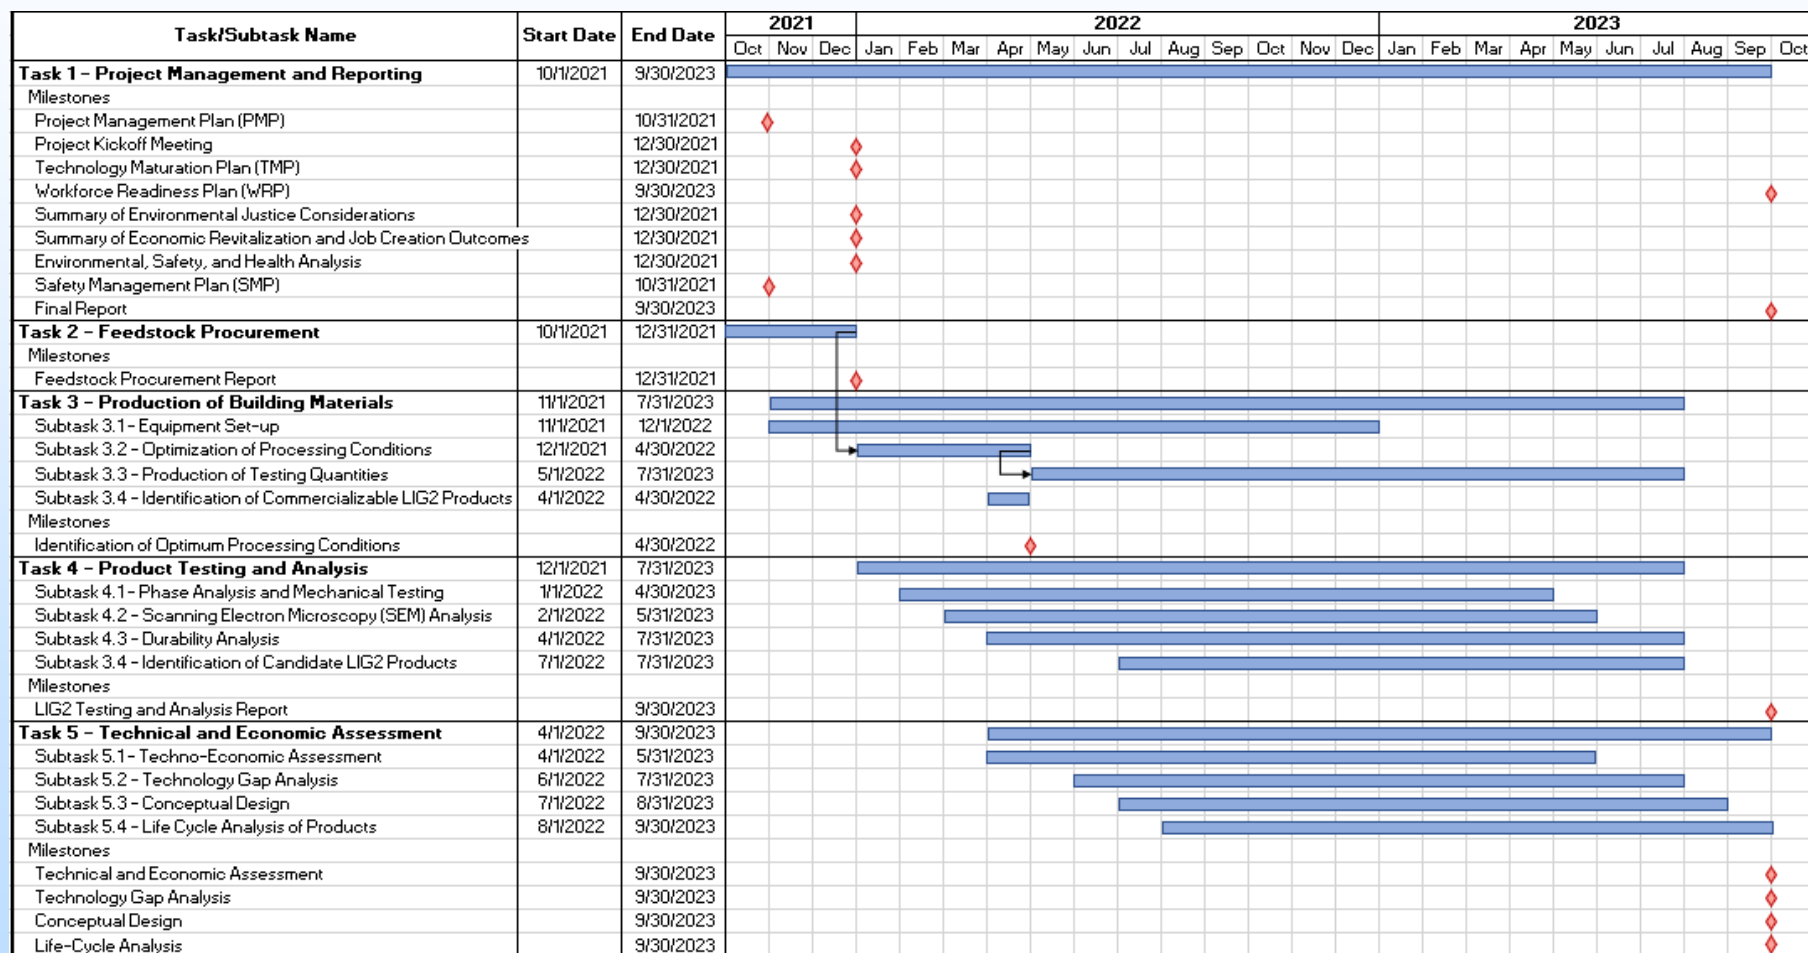 Task/Subtask Name Start Date End Date 2021 2022 2023
Oct Nov Dec Jan Feb Mar Apr May Jun Jul Aug Sep Oct Nov Dec Jan Feb Mar Apr May Jun Jul Aug Sep Oct
Task 1 - Project Management and Reporting 10/1/2021 9/30/2023
Milestones
Project Management Plan (PMP) 10/31/2021
Project Kickoff Meeting 12/30/2021
Technology Maturation Plan (TMP) 12/30/2021
Workforce Readiness Plan (WRP) 9/30/2023
Summary of Environmental Justice Considerations 12/30/2021
Summary of Economic Revitalization and Job Creation Outcomes 12/30/2021
Environmental, Safety, and Health Analysis 12/30/2021
Safety Management Plan (SMP) 10/31/2021
Final Report 9/30/2023
Task 2 - Feedstock Procurement 10/1/2021 12/31/2021
Milestones
Feedstock Procurement Report 12/31/2021
Task 3 - Production of Building Materials 11/1/2021 7/31/2023
Subtask 3.1 - Equipment Set-up 11/1/2021 12/1/2022
Subtask 3.2 - Optimization of Processing Conditions 12/1/2021 4/30/2022
Subtask 3.3 - Production of Testing Quantities 5/1/2022 7/31/2023
Subtask 3.4 - Identification of Commercializable LIG2 Products 4/1/2022 4/30/2022
Milestones
Identification of Optimum Processing Conditions 4/30/2022
Task 4 - Product Testing and Analysis 12/1/2021 7/31/2023
Subtask 4.1 - Phase Analysis and Mechanical Testing 1/1/2022 4/30/2023
Subtask 4.2 - Scanning Electron Microscopy (SEM) Analysis 2/1/2022 5/31/2023
Subtask 4.3 - Durability Analysis 4/1/2022 7/31/2023
Subtask 3.4 - Identification of Candidate LIG2 Products 7/1/2022 7/31/2023
Milestones
LIG2 Testing and Analysis Report 9/30/2023
Task 5 - Technical and Economic Assessment 4/1/2022 9/30/2023
Subtask 5.1 - Techno-Economic Assessment 4/1/2022 5/31/2023
Subtask 5.2 - Technology Gap Analysis 6/1/2022 7/31/2023
Subtask 5.3 - Conceptual Design 7/1/2022 8/31/2023
Subtask 5.4 - Life Cycle Analysis of Products 8/1/2022 9/30/2023
Milestones
Technical and Economic Assessment 9/30/2023
Technology Gap Analysis 9/30/2023
Conceptual Design 9/30/2023
Life-Cycle Analysis 9/30/2023